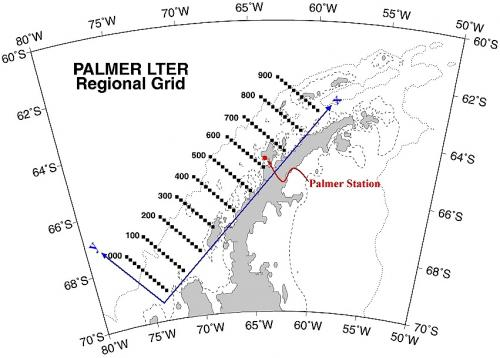 80°W 75°W 70°W 65°W 60°W 55°W 50°W
60°S 60°S
PALMER LTER
Regional Grid
900
800
700
600
500
400
300
200
100
000
X
Y
Palmer Station
62°S 62°S
64°S 64°S
66°S 66°S
68°S 68°S
70°S 70°S
80°W 75°W 70°W 65°W 60°W 55°W 50°W